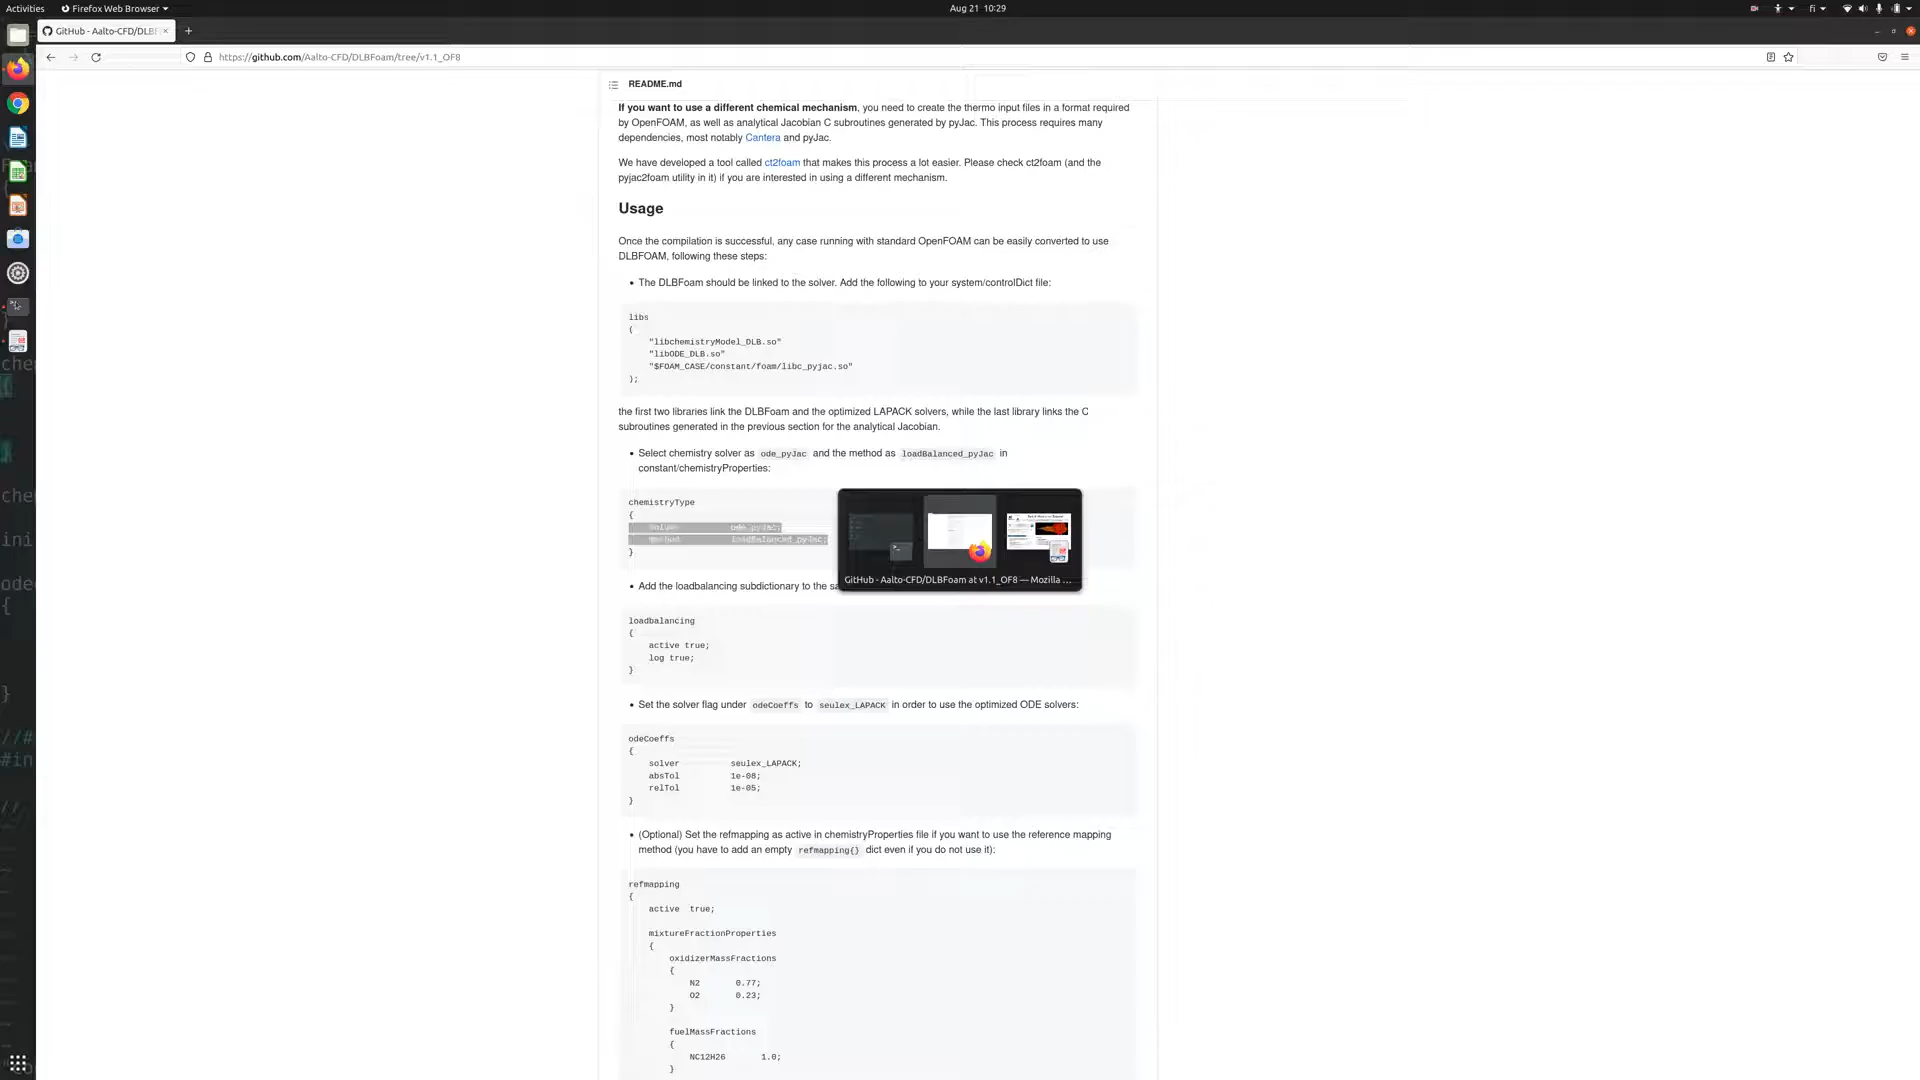 Activities
Firefox Web Browser
Aug 21 10:29
fi
GitHub - Aalto-CFD/DLBF
https://github.com/Aalto-CFD/DLBFoam/tree/v1.1_OF8
README.md
If you want to use a different chemical mechanism, you need to create the thermo input files in a format required
by OpenFOAM, as well as analytical Jacobian C subroutines generated by pyJac. This process requires many
dependencies, most notably Cantera and pyJac.
We have developed a tool called ct2foam that makes this process a lot easier. Please check ct2foam (and the
pyjac2foam utility in it) if you are interested in using a different mechanism.
Usage
Once the compilation is successful, any case running with standard OpenFOAM can be easily converted to use
DLBFOAM, following these steps:
• The DLBFoam should be linked to the solver. Add the following to your system/controlDict file:
libs
(
"libchemistryModel_DLB.so"
"libODE_DLB.so"
"$FOAM_CASE/constant/foam/libc_pyjac.so"
);
the first two libraries link the DLBFoam and the optimized LAPACK solvers, while the last library links the C
subroutines generated in the previous section for the analytical Jacobian.
• Select chemistry solver as ode_pyJac and the method as loadBalanced_pyJac in
constant/chemistryProperties:
chemistryType
{
solver ode_pyJac;
method loadBalanced_pyJac;
}
GitHub - Aalto-CFD/DLBFoam at v1.1_OF8 — Mozilla ...
• Add the loadbalancing subdictionary to the sa
loadbalancing
{
active true;
log true;
}
• Set the solver flag under odeCoeffs to seulex_LAPACK in order to use the optimized ODE solvers:
odeCoeffs
{
solver seulex_LAPACK;
absTol 1e-08;
relTol 1e-05;
}
• (Optional) Set the refmapping as active in chemistryProperties file if you want to use the reference mapping
method (you have to add an empty refmapping{} dict even if you do not use it):
refmapping
{
active true;
mixtureFractionProperties
{
oxidizerMassFractions
{
N2 0.77;
O2 0.23;
}
fuelMassFractions
{
NC12H26 1.0;
}
che
{
}
che
ini
ode
{
}
//#
#in
//